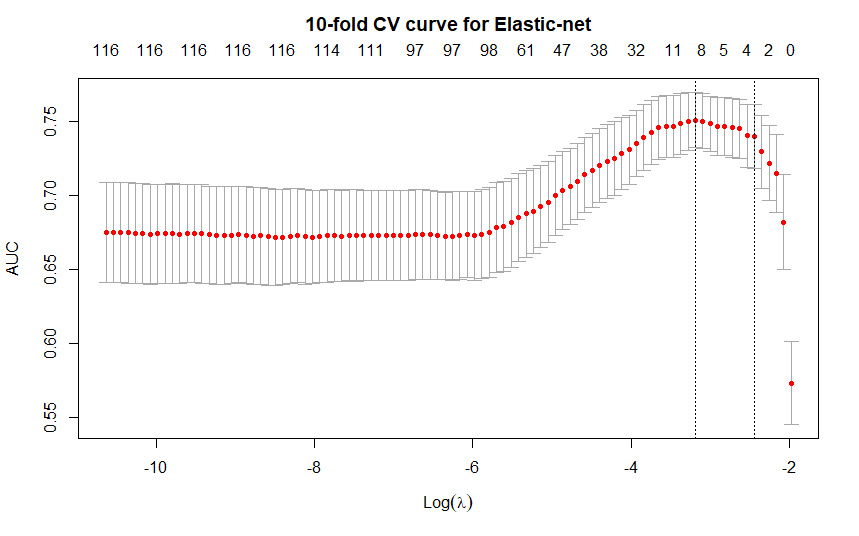 10-fold CV curve for Elastic-net
116 116 116 116 116 114 111 97 97 98 61 47 38 32 11 8 5 4 2 0
0.75
0.70
0.65
0.60
0.55
AUC
-10 -8 -6 -4 -2
Log(λ)